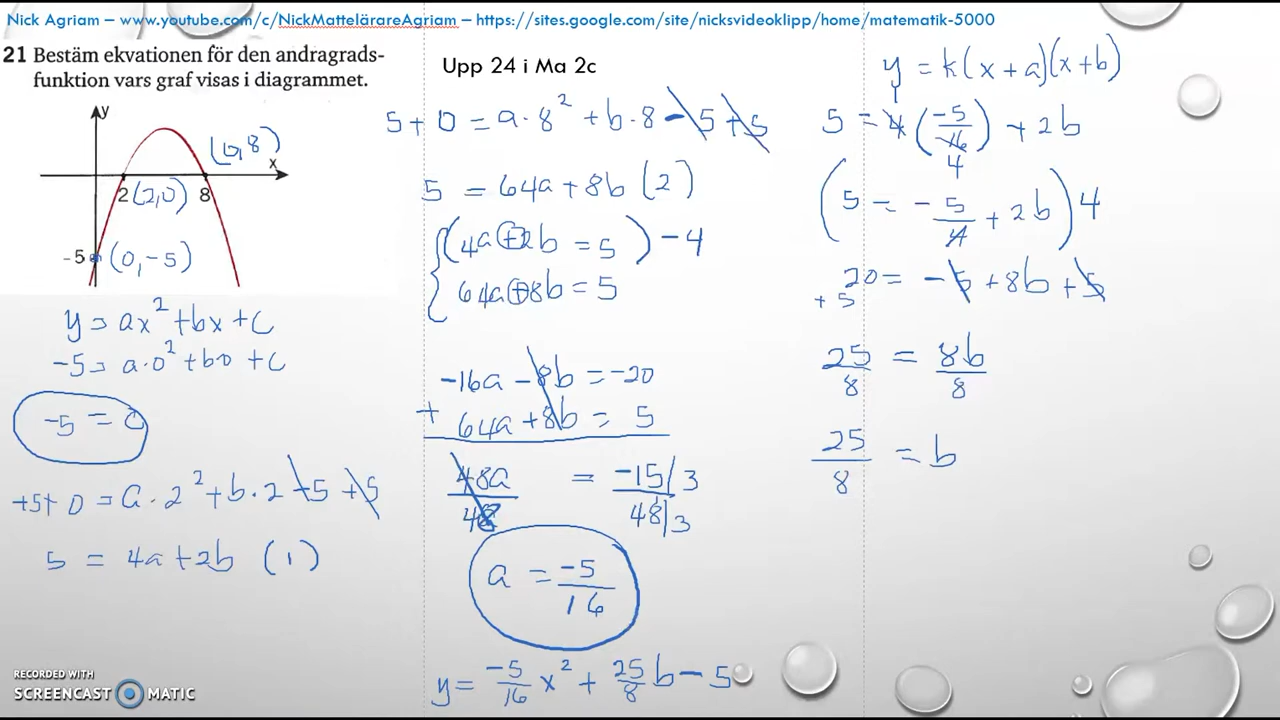 Nick Agriam – www.youtube.com/c/NickMattelärareAgriam – https://sites.google.com/site/nicksvideoklipp/home/matematik-5000
21 Bestäm ekvationen för den andragrads-
funktion vars graf visas i diagrammet.
y
(0,8)
x
2 (2,0) 8
-5 (0,-5)
y = ax² + bx + c
-5 = a·0² + b·0 + c
-5 = c
+5+ 0 = a·2² + b·2 -5 +5
5 = 4a + 2b (1)
Upp 24 i Ma 2c
5+0 = a·8² + b·8 -5 +5
5 = 64a + 8b (2)
(4a + 2b = 5) -4
64a + 8b = 5
-16a - 8b = -20
+ 64a + 8b = 5
48a = -15/3
48 48/3
a = -5
16
y = -5/16 x² + 25/8 b - 5
y = k(x + a)(x + b)
1
5 = 4(-5/16) + 2b
4
(5 = -5/4 + 2b)4
20 = -5 + 8b + 5
+5
25 = 8b
8 8
25 = b
8
RECORDED WITH
SCREENCAST MATIC